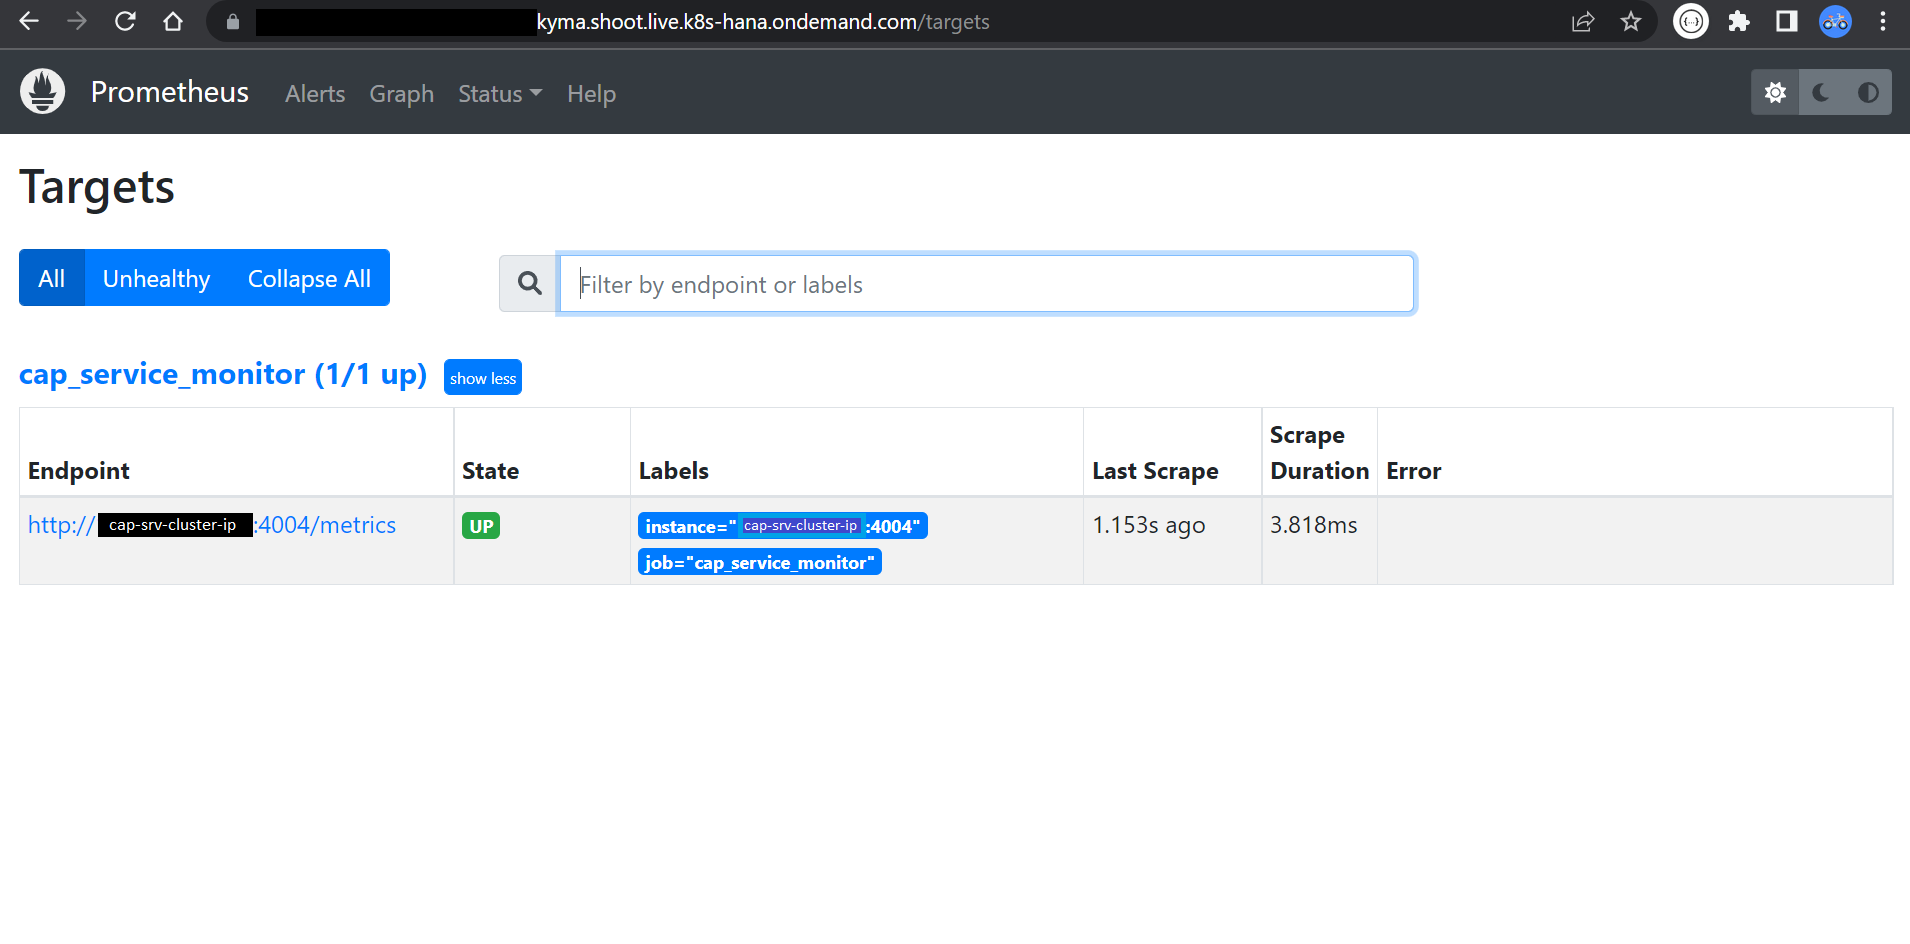 kyma.shoot.live.k8s-hana.ondemand.com/targets
Prometheus Alerts Graph Status Help
Targets
All Unhealthy Collapse All
Filter by endpoint or labels
cap_service_monitor (1/1 up) show less
Endpoint State Labels Last Scrape Scrape Duration Error
http:// cap-srv-cluster-ip :4004/metrics UP instance=" cap-srv-cluster-ip :4004" 1.153s ago 3.818ms
job="cap_service_monitor"